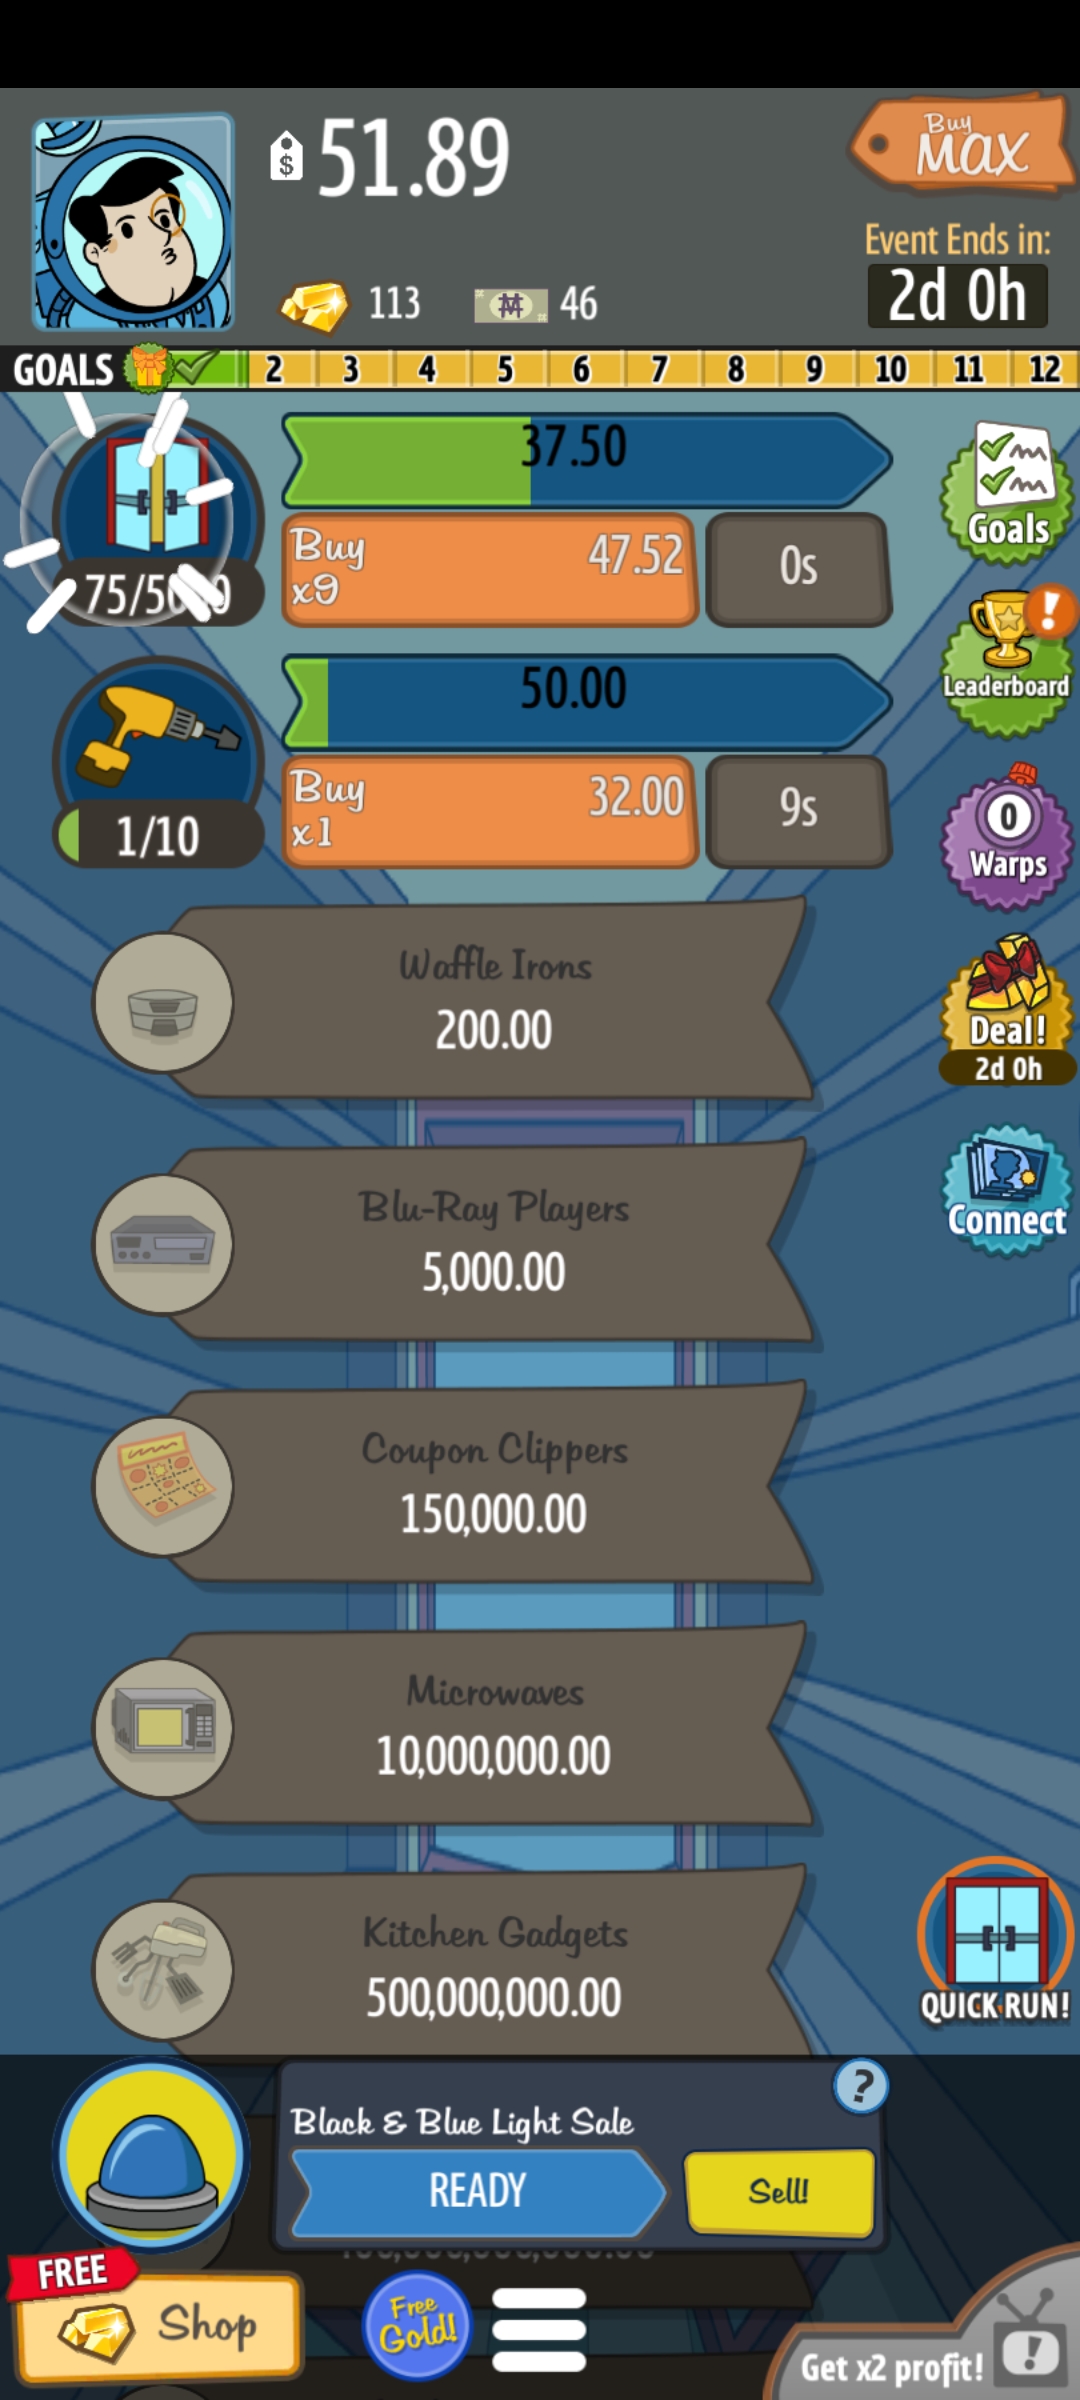 $ 51.89
Buy
MAX
Event Ends in:
2d 0h
113
46
GOALS 2 3 4 5 6 7 8 9 10 11 12
37.50
Buy
x9
47.52
0s
75/5
Goals
!
Leaderboard
50.00
Buy
x1
32.00
9s
1/10
0
Warps
Waffle Irons
200.00
Deal!
2d 0h
Blu-Ray Players
5,000.00
Connect
Coupon Clippers
150,000.00
Microwaves
10,000,000.00
Kitchen Gadgets
500,000,000.00
QUICK RUN!
?
Black & Blue Light Sale
READY
Sell!
FREE
Shop
Free
Gold!
Get x2 profit!
!